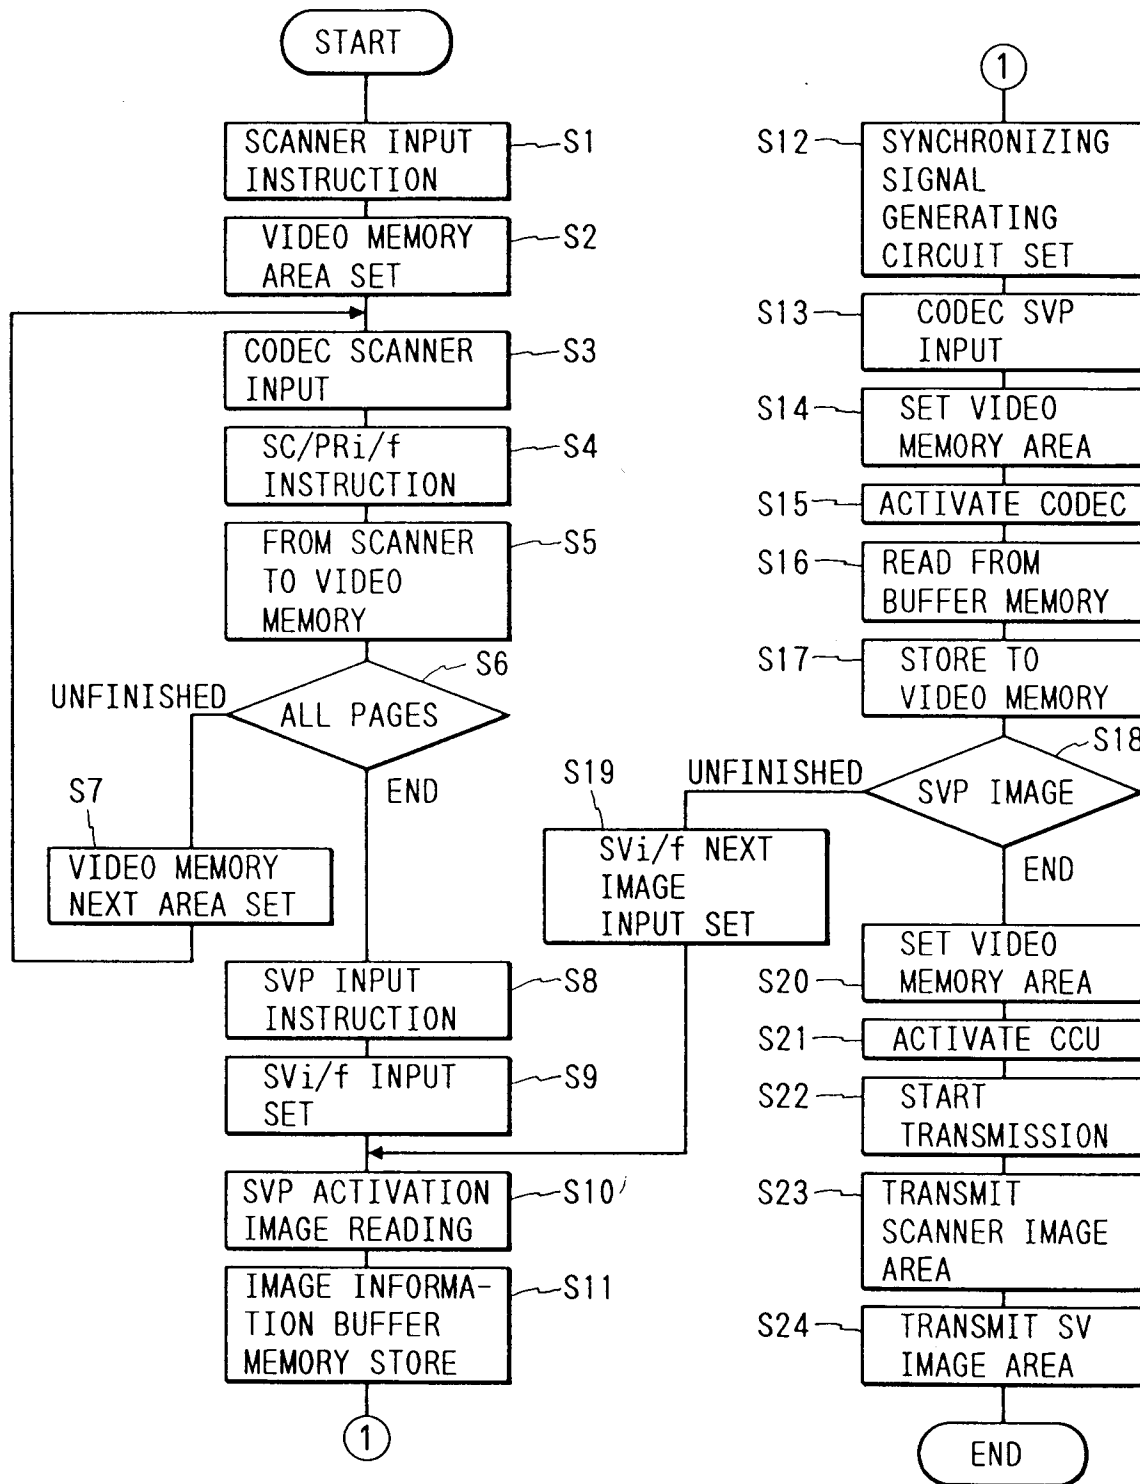 START
SCANNER INPUT
INSTRUCTION
S1
VIDEO MEMORY
AREA SET
S2
CODEC SCANNER
INPUT
S3
SC/PRi/f
INSTRUCTION
S4
FROM SCANNER
TO VIDEO
MEMORY
S5
S6
UNFINISHED
ALL PAGES
END
S7
VIDEO MEMORY
NEXT AREA SET
SVP INPUT
INSTRUCTION
S8
SVi/f INPUT
SET
S9
SVP ACTIVATION
IMAGE READING
S10
IMAGE INFORMA-
TION BUFFER
MEMORY STORE
S11
1
1
S12
SYNCHRONIZING
SIGNAL
GENERATING
CIRCUIT SET
S13
CODEC SVP
INPUT
S14
SET VIDEO
MEMORY AREA
S15
ACTIVATE CODEC
S16
READ FROM
BUFFER MEMORY
S17
STORE TO
VIDEO MEMORY
S18
UNFINISHED
SVP IMAGE
END
S19
SVi/f NEXT
IMAGE
INPUT SET
SET VIDEO
MEMORY AREA
S20
S21
ACTIVATE CCU
S22
START
TRANSMISSION
S23
TRANSMIT
SCANNER IMAGE
AREA
S24
TRANSMIT SV
IMAGE AREA
END